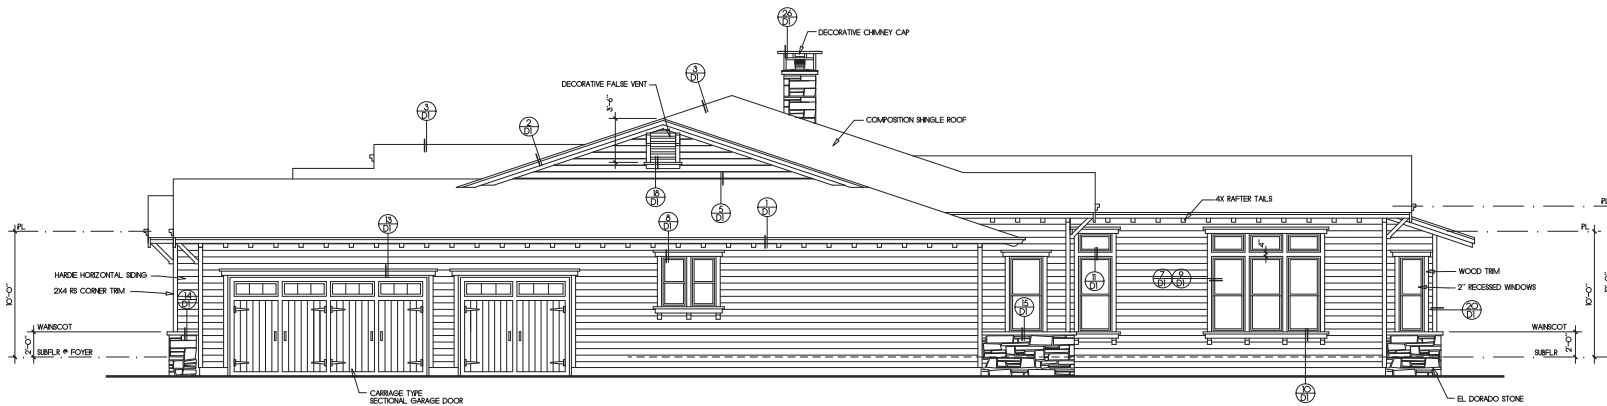 26
D1
DECORATIVE CHIMNEY CAP
3
D1
DECORATIVE FALSE VENT
3'-6"
3
D1
2
D1
COMPOSITION SHINGLE ROOF
18
D1
5
D1
1
D1
4X RAFTER TAILS
PL
13
D1
8
D1
PL
PL
HARDIE HORIZONTAL SIDING
2X4 RS CORNER TRIM
14
D1
10'-0"
WAINSCOT
2'-0"
SUBFLR @ FOYER
CARRIAGE TYPE
SECTIONAL GARAGE DOOR
15
D1
11
D1
7
D1
9
D1
WOOD TRIM
2" RECESSED WINDOWS
20
D1
10'-0"
WAINSCOT
2'-0"
SUBFLR
10
D1
EL DORADO STONE